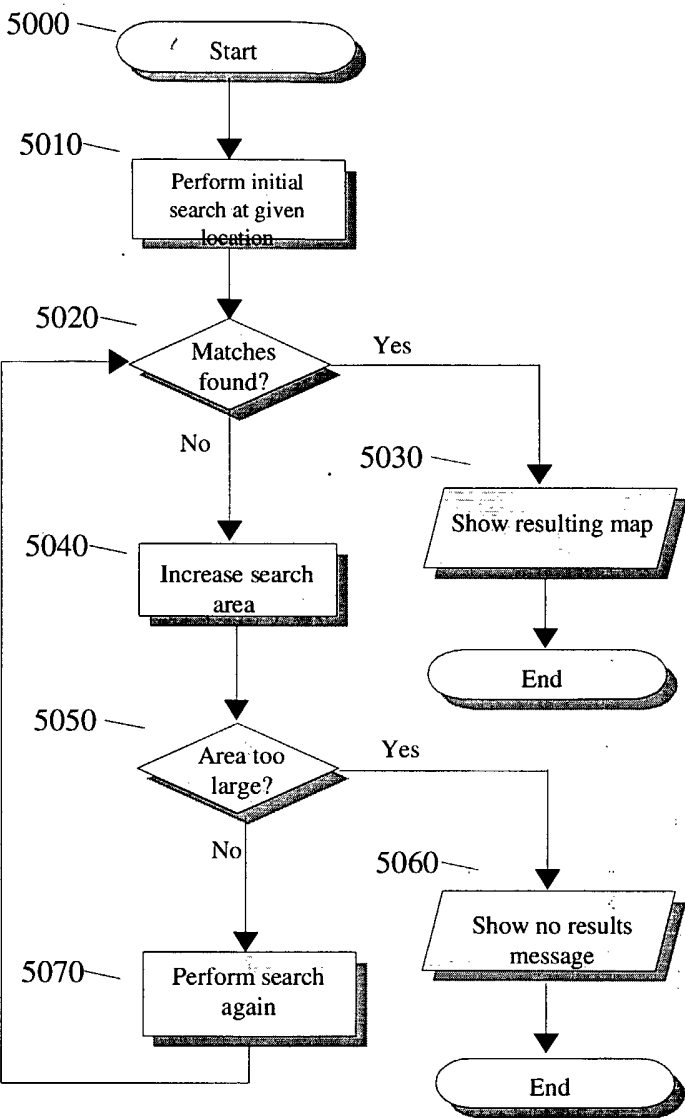 5000
Start
5010
Perform initial
search at given
location
5020
Matches
found?
Yes
No
5030
Show resulting map
5040
Increase search
area
End
5050
Area too
large?
Yes
No
5060
Show no results
message
5070
Perform search
again
End